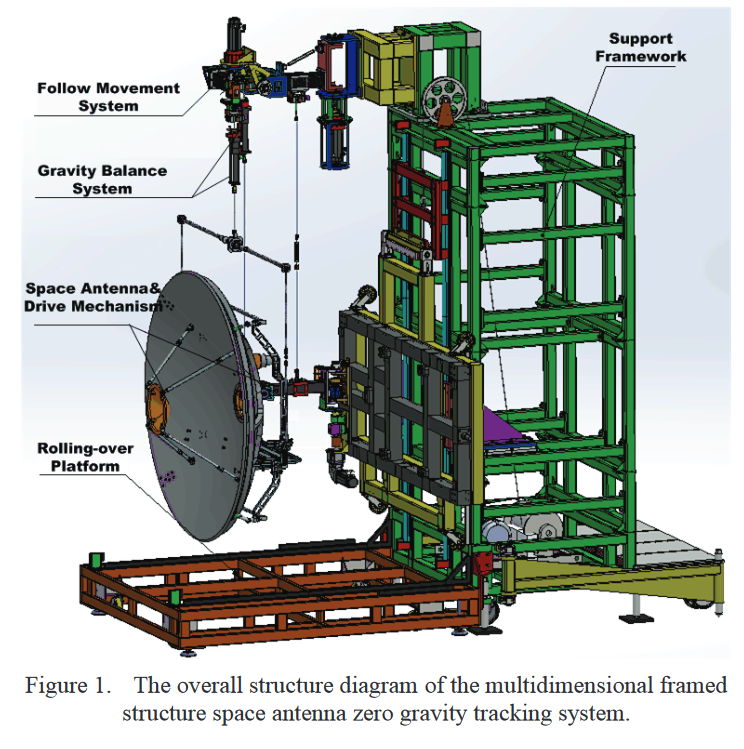 Support
Framework
Follow Movement
System
Gravity Balance
System
Space Antenna&
Drive Mechanism
Rolling-over
Platform
Figure 1. The overall structure diagram of the multidimensional framed
structure space antenna zero gravity tracking system.